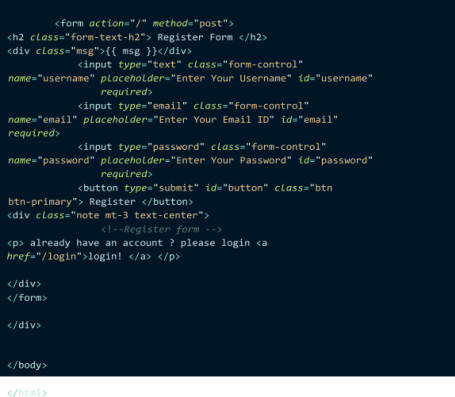 <form action="/" method="post">
<h2 class="form-text-h2"> Register Form </h2>
<div class="msg">{{ msg }}</div>
<input type="text" class="form-control"
name="username" placeholder="Enter Your Username" id="username"
required>
<input type="email" class="form-control"
name="email" placeholder="Enter Your Email ID" id="email"
required>
<input type="password" class="form-control"
name="password" placeholder="Enter Your Password" id="password"
required>
<button type="submit" id="button" class="btn
btn-primary"> Register </button>
<div class="note mt-3 text-center">
<!--Register form -->
<p> already have an account ? please login <a
href="/login">login! </a> </p>
</div>
</form>
</div>
</body>
</html>